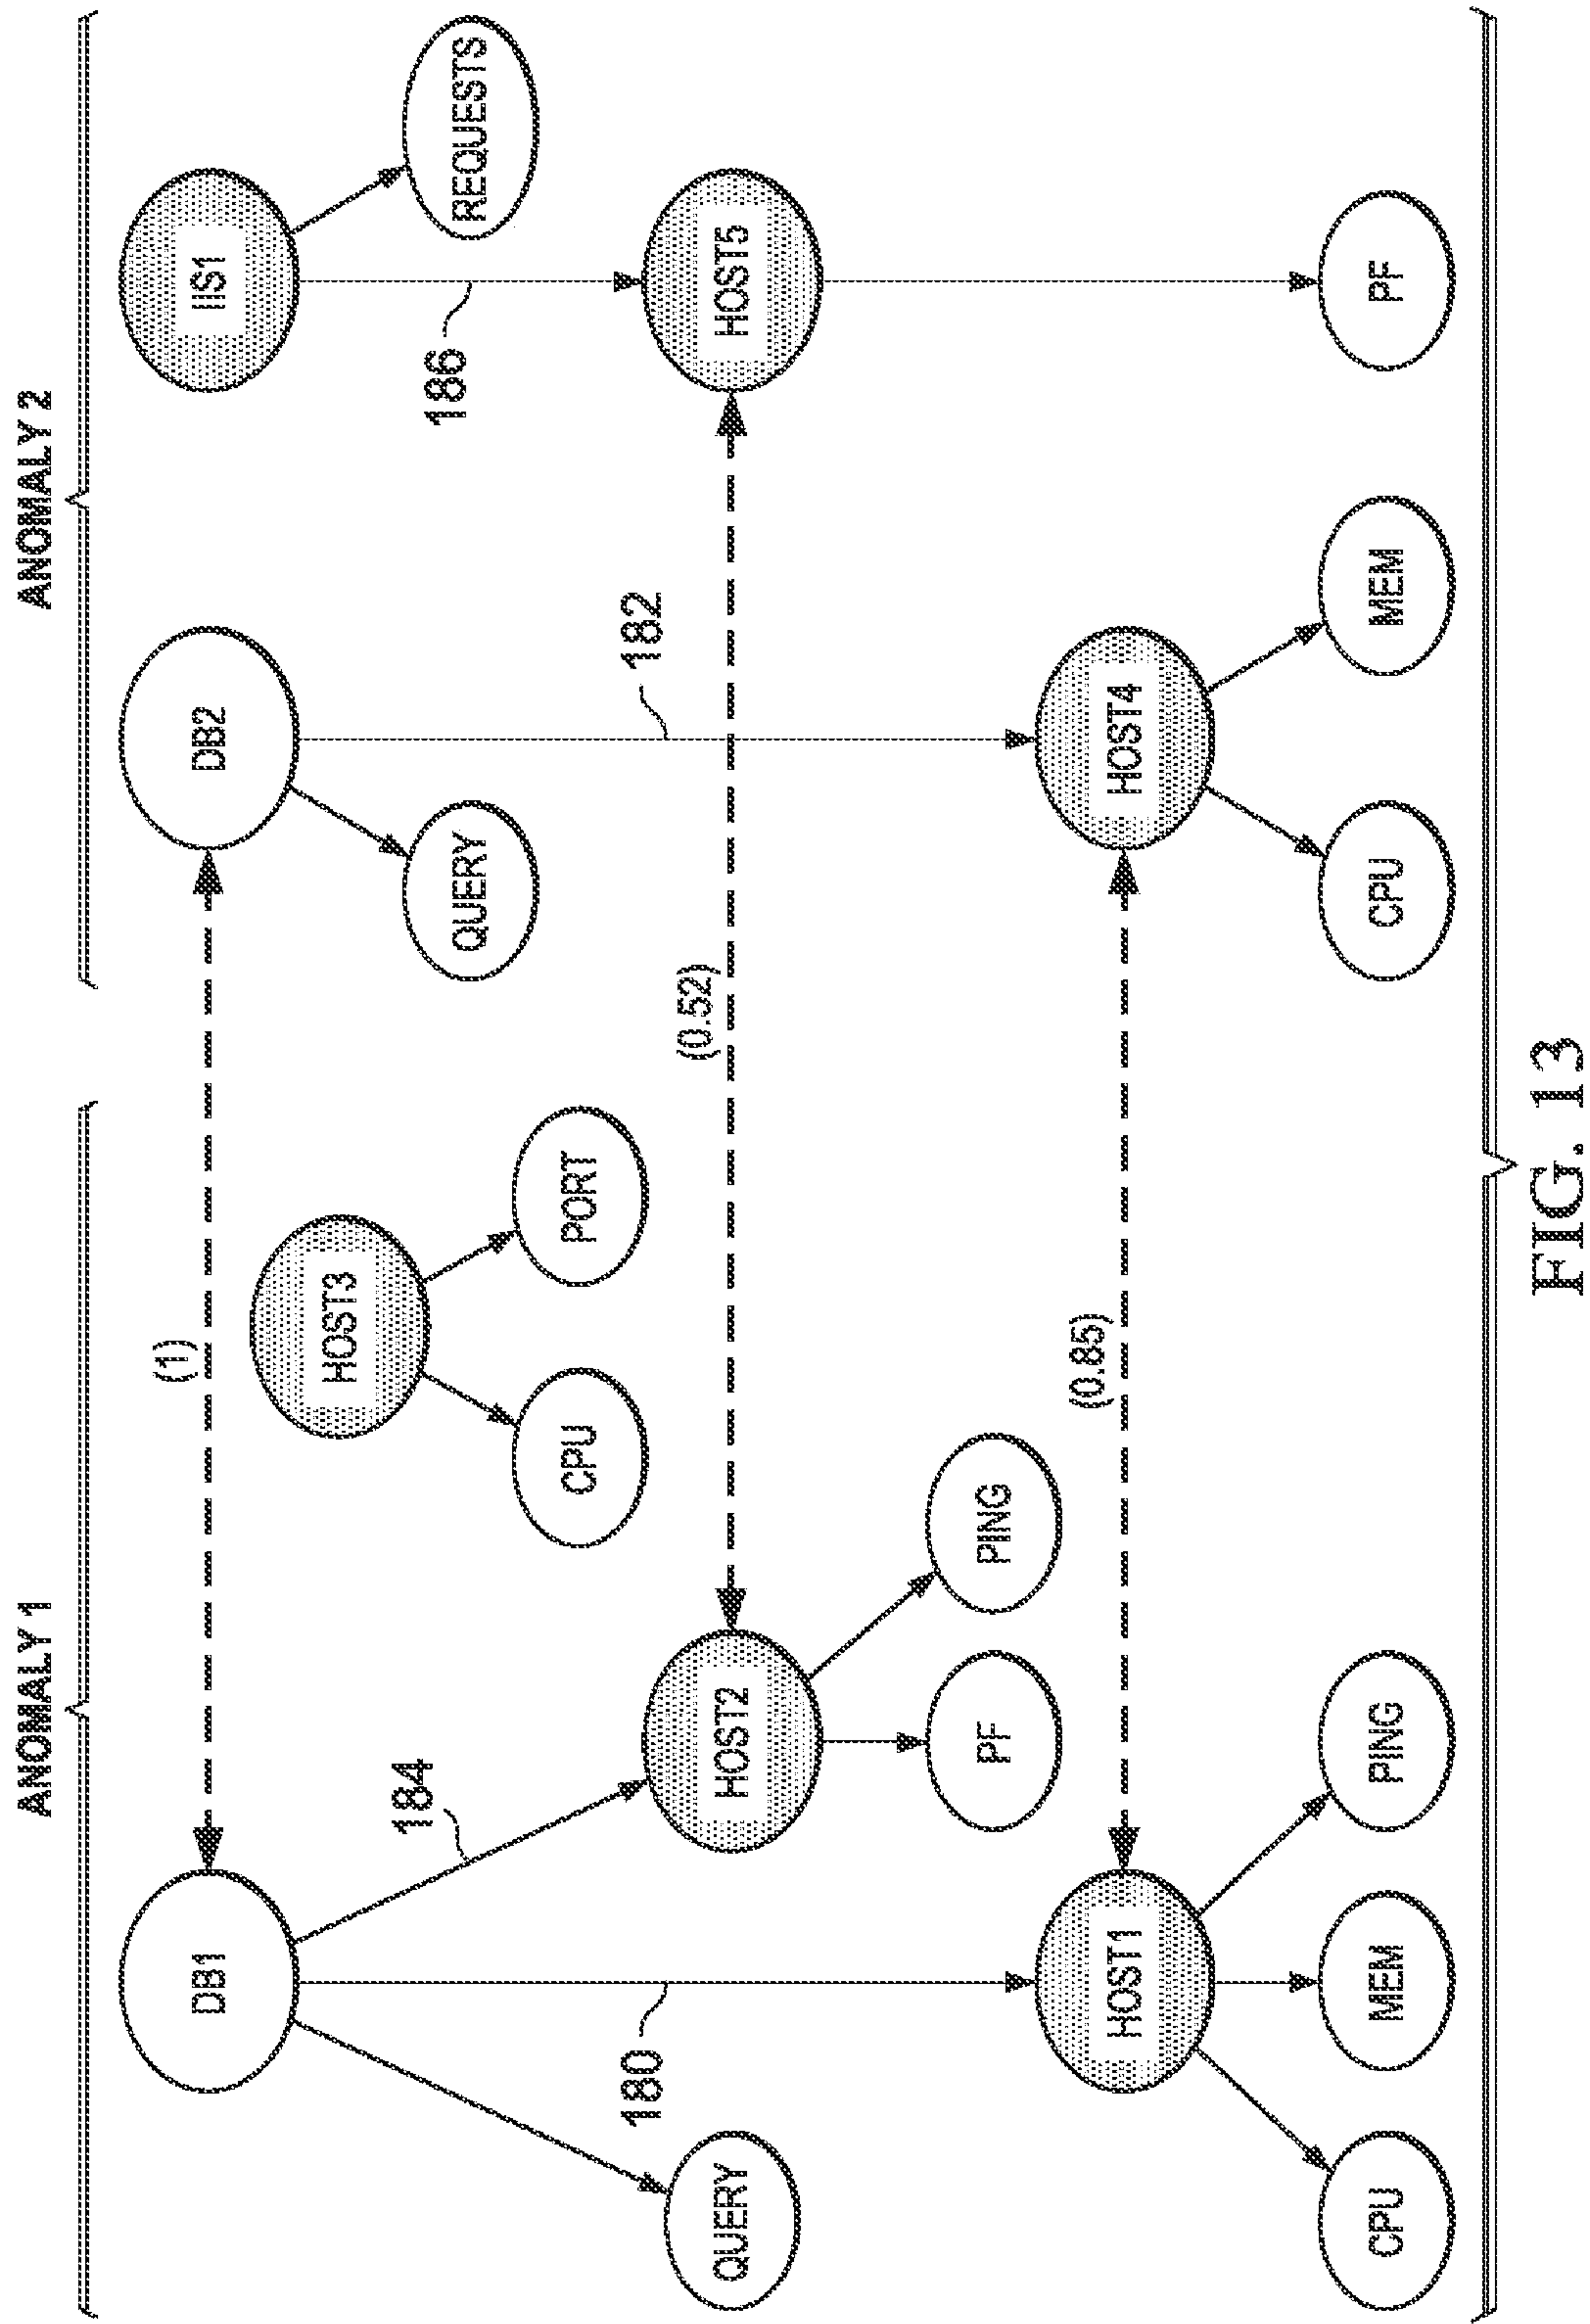 ANOMALY 1
ANOMALY 2
DB1
(1)
DB2
IIS1
HOST3
184
186
QUERY
REQUESTS
CPU
PORT
180
182
QUERY
HOST2
(0.52)
HOST5
PF
PING
HOST1
(0.85)
HOST4
CPU
MEM
PING
CPU
MEM
PF
FIG. 13